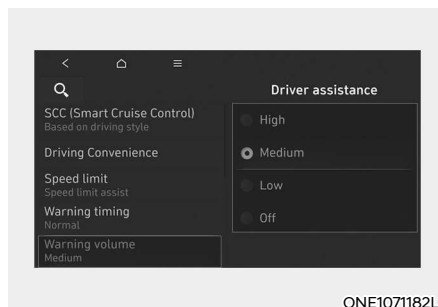 Driver assistance
SCC (Smart Cruise Control)
Based on driving style
Driving Convenience
Speed limit
Speed limit assist
Warning timing
Normal
Warning volume
Medium
High
Medium
Low
Off
ONE1071182L